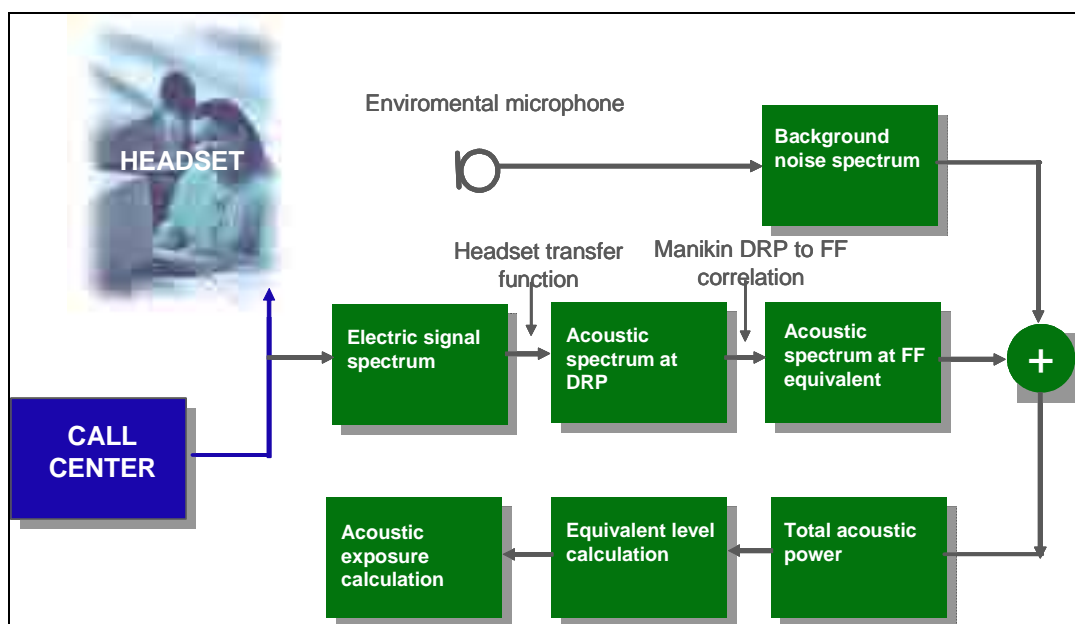 HEADSET
Enviromental microphone
Background
noise spectrum
Headset transfer
function
Manikin DRP to FF
correlation
Electric signal
spectrum
Acoustic
spectrum at
DRP
Acoustic
spectrum at FF
equivalent
+
CALL
CENTER
Acoustic
exposure
calculation
Equivalent level
calculation
Total acoustic
power